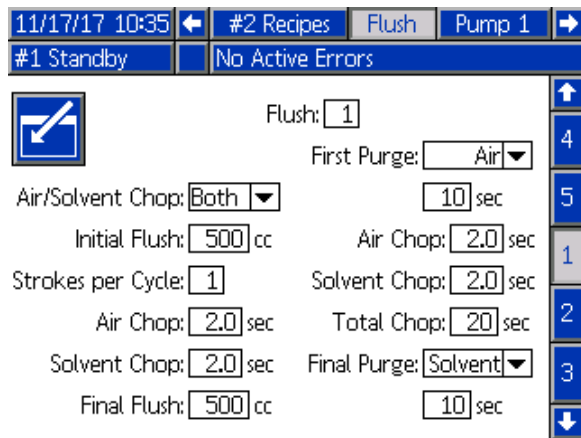 11/17/17 10:35 #2 Recipes Flush Pump 1
#1 Standby No Active Errors
Flush: 1
First Purge: Air
Air/Solvent Chop: Both 10 sec
Initial Flush: 500 cc Air Chop: 2.0 sec
Strokes per Cycle: 1 Solvent Chop: 2.0 sec
Air Chop: 2.0 sec Total Chop: 20 sec
Solvent Chop: 2.0 sec Final Purge: Solvent
Final Flush: 500 cc 10 sec
4
5
1
2
3